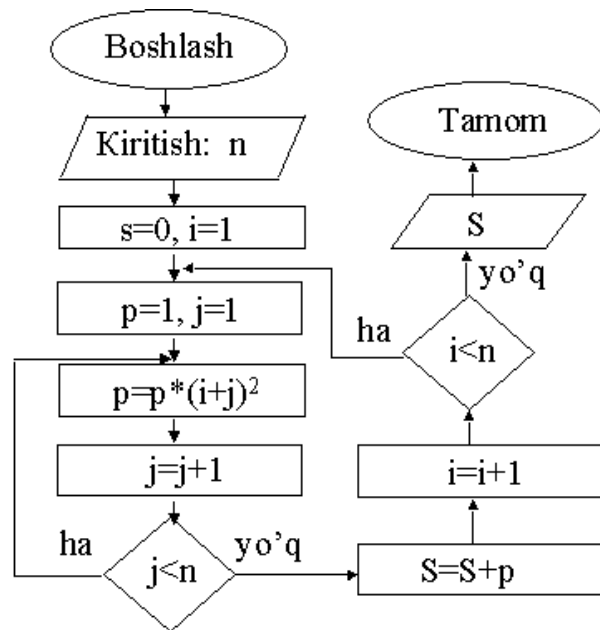 Boshlash
Kiritish: n
s=0, i=1
p=1, j=1
p=p*(i+j)²
j=j+1
ha
j<n
yo’q
S=S+p
i=i+1
ha
i<n
yo’q
S
Tamom